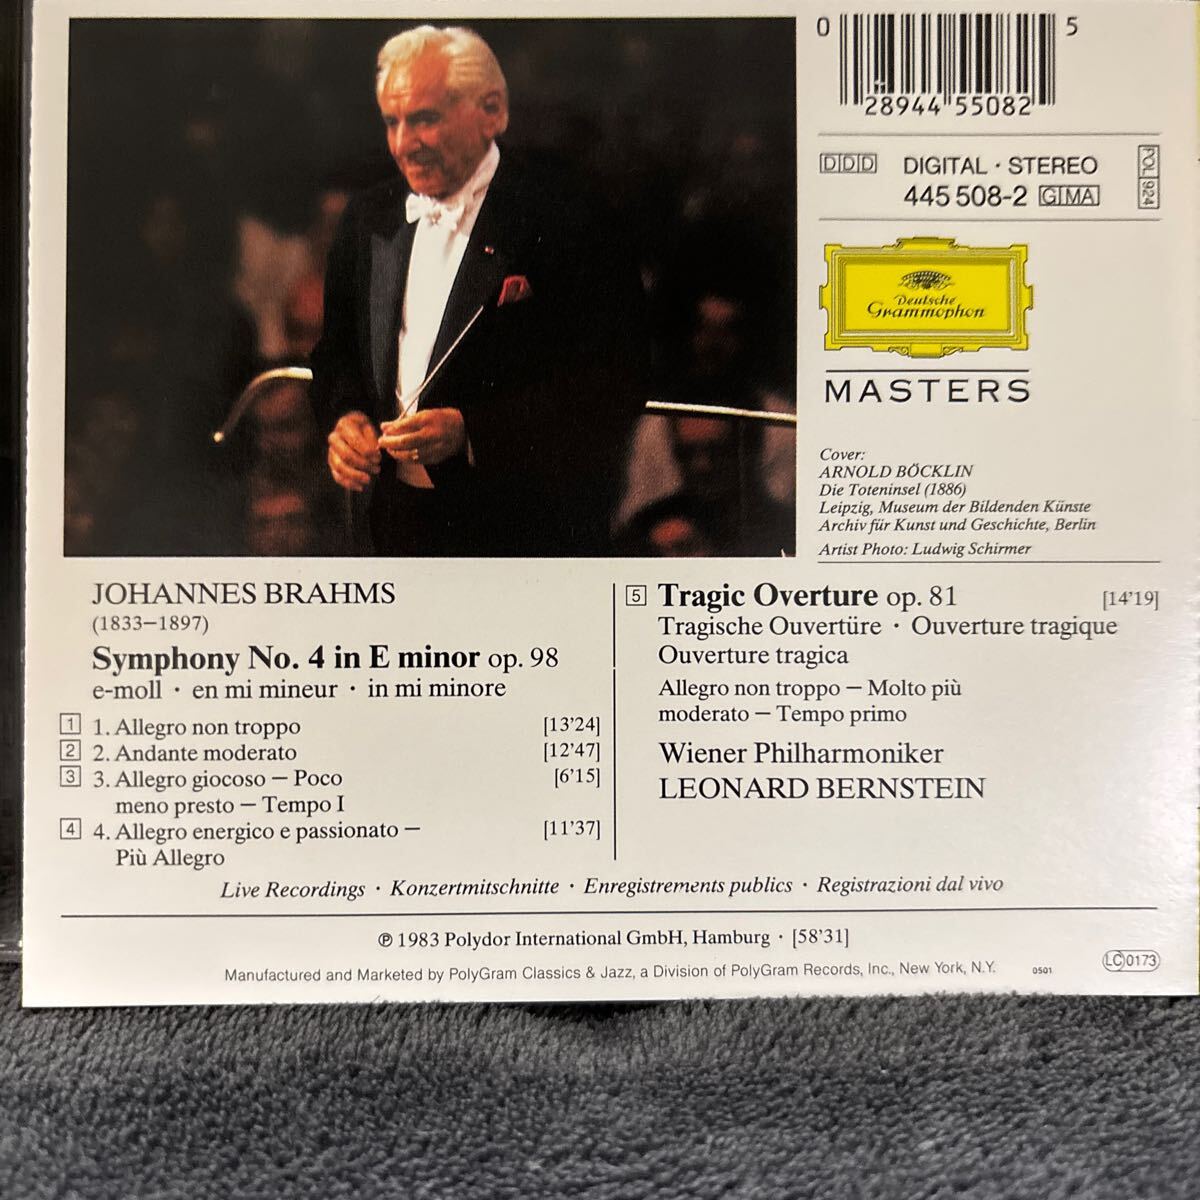 0 28944 55082 5
DDD DIGITAL · STEREO
445 508-2 GIMA
POL 924
Deutsche
Grammophon
MASTERS
Cover:
ARNOLD BÖCKLIN
Die Toteninsel (1886)
Leipzig, Museum der Bildenden Künste
Archiv für Kunst und Geschichte, Berlin
Artist Photo: Ludwig Schirmer
JOHANNES BRAHMS
(1833–1897)
Symphony No. 4 in E minor op. 98
e-moll · en mi mineur · in mi minore
1 1. Allegro non troppo [13'24]
2 2. Andante moderato [12'47]
3 3. Allegro giocoso – Poco [6'15]
meno presto – Tempo I
4 4. Allegro energico e passionato – [11'37]
Più Allegro
5 Tragic Overture op. 81 [14'19]
Tragische Ouvertüre · Ouverture tragique
Ouverture tragica
Allegro non troppo – Molto più
moderato – Tempo primo
Wiener Philharmoniker
LEONARD BERNSTEIN
Live Recordings · Konzertmitschnitte · Enregistrements publics · Registrazioni dal vivo
℗ 1983 Polydor International GmbH, Hamburg · [58'31]
Manufactured and Marketed by PolyGram Classics & Jazz, a Division of PolyGram Records, Inc., New York, N.Y. 0501
LC 0173